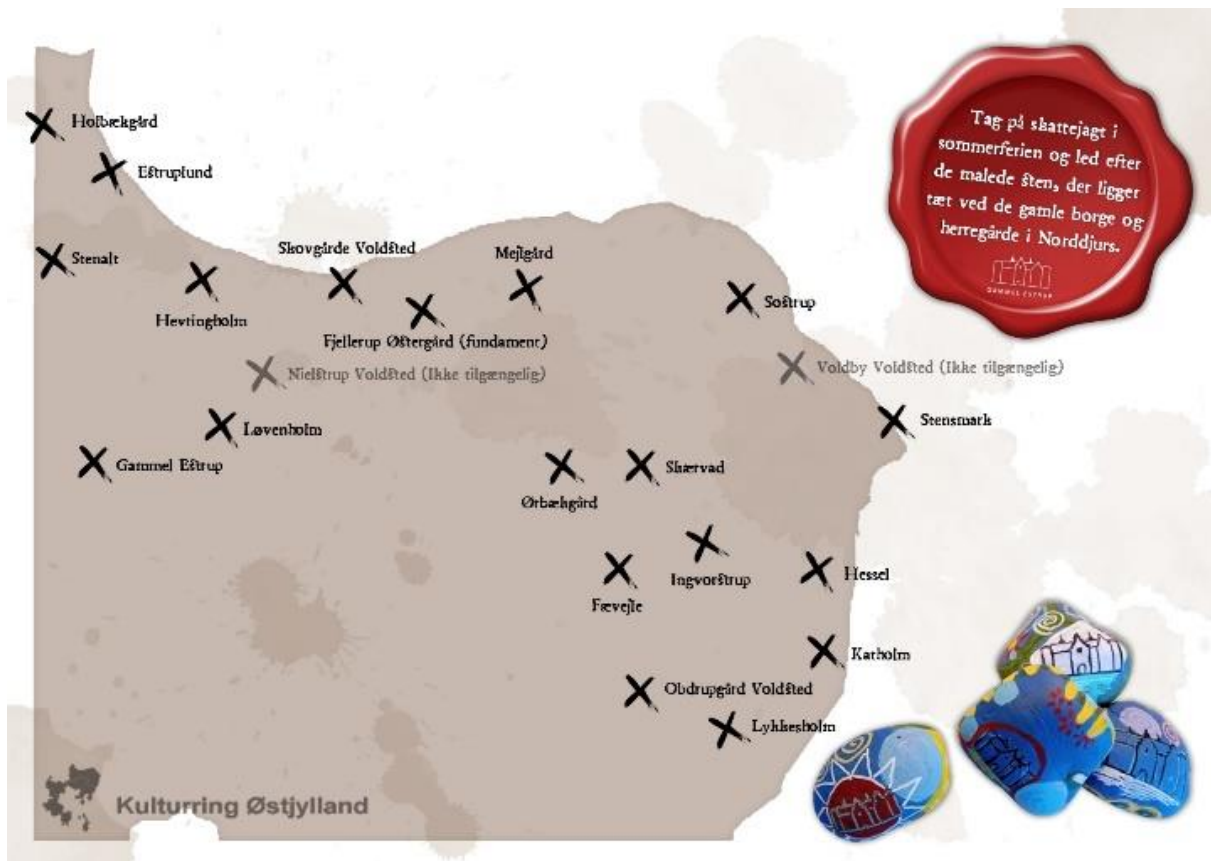 Holbækgård
Estruplund
Stenalt
Hevringholm
Skovgårde Voldsted
Fjellerup Østergård (fundament)
Mejlgård
Sostrup
Nielstrup Voldsted (Ikke tilgængelig)
Voldby Voldsted (Ikke tilgængelig)
Stensmark
Løvenholm
Gammel Estrup
Ørbækgård
Skærvad
Ingvorstrup
Fævejle
Hessel
Katholm
Obdrupgård Voldsted
Lykkesholm
Tag på skattejagt i
sommerferien og led efter
de malede sten, der ligger
tæt ved de gamle borge og
herregårde i Norddjurs.
GAMMEL ESTRUP
Kulturring Østjylland